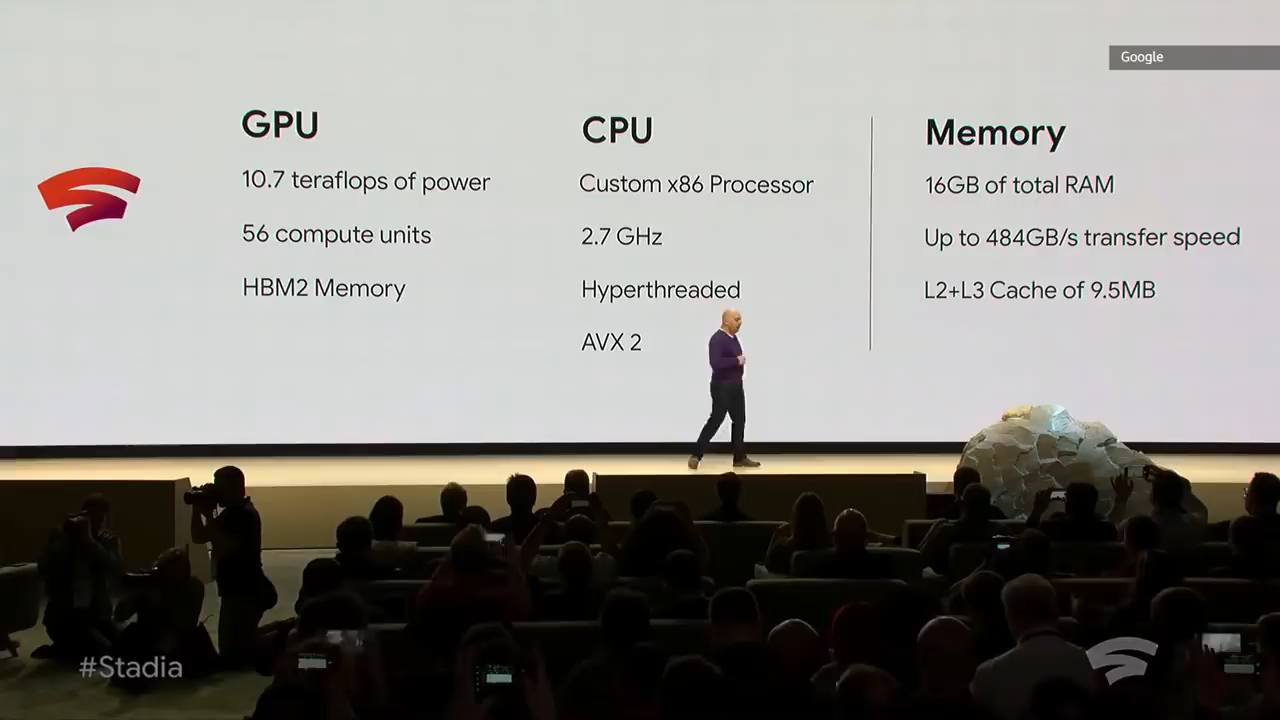 Google
GPU
10.7 teraflops of power
56 compute units
HBM2 Memory
CPU
Custom x86 Processor
2.7 GHz
Hyperthreaded
AVX 2
Memory
16GB of total RAM
Up to 484GB/s transfer speed
L2+L3 Cache of 9.5MB
#Stadia